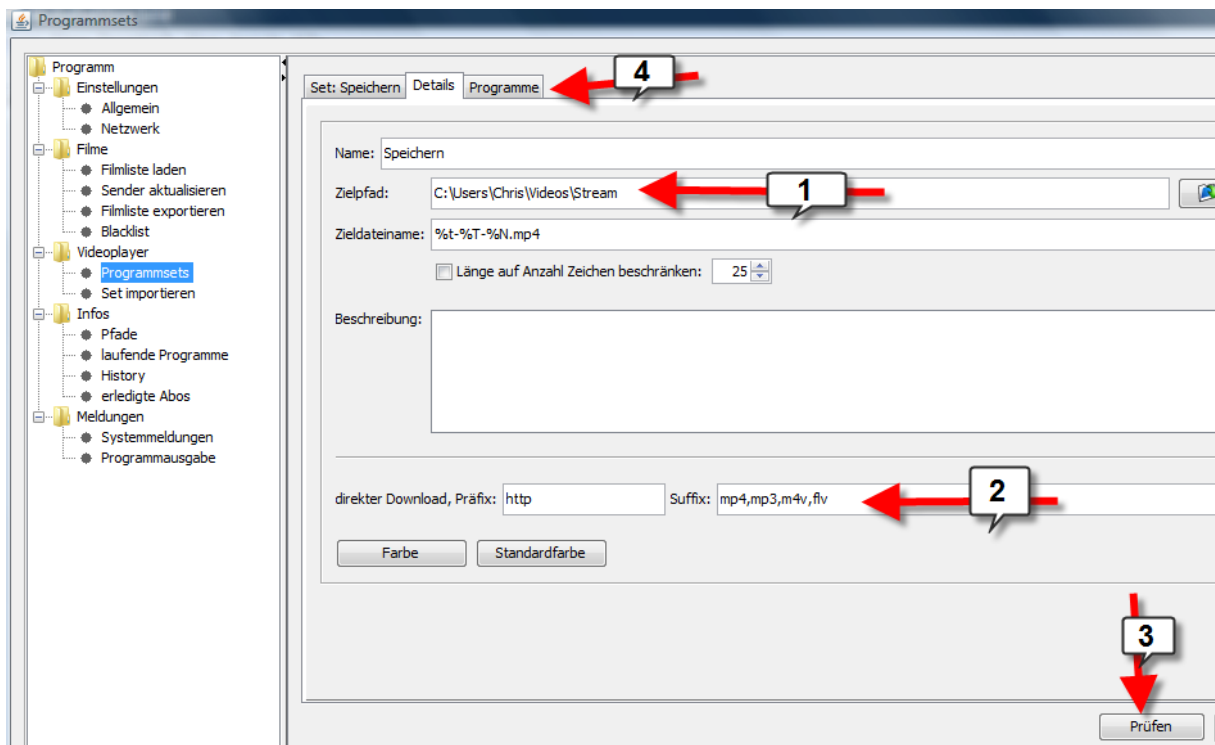 Programmsets
Programm
Einstellungen
Allgemein
Netzwerk
Filme
Filmliste laden
Sender aktualisieren
Filmliste exportieren
Blacklist
Videoplayer
Programmsets
Set importieren
Infos
Pfade
laufende Programme
History
erledigte Abos
Meldungen
Systemmeldungen
Programmausgabe
Set: Speichern Details Programme
4
Name: Speichern
Zielpfad: C:\Users\Chris\Videos\Stream
1
Zieldateiname: %t-%T-%N.mp4
Länge auf Anzahl Zeichen beschränken: 25
Beschreibung:
direkter Download, Präfix: http Suffix: mp4,mp3,m4v,flv
2
Farbe Standardfarbe
3
Prüfen